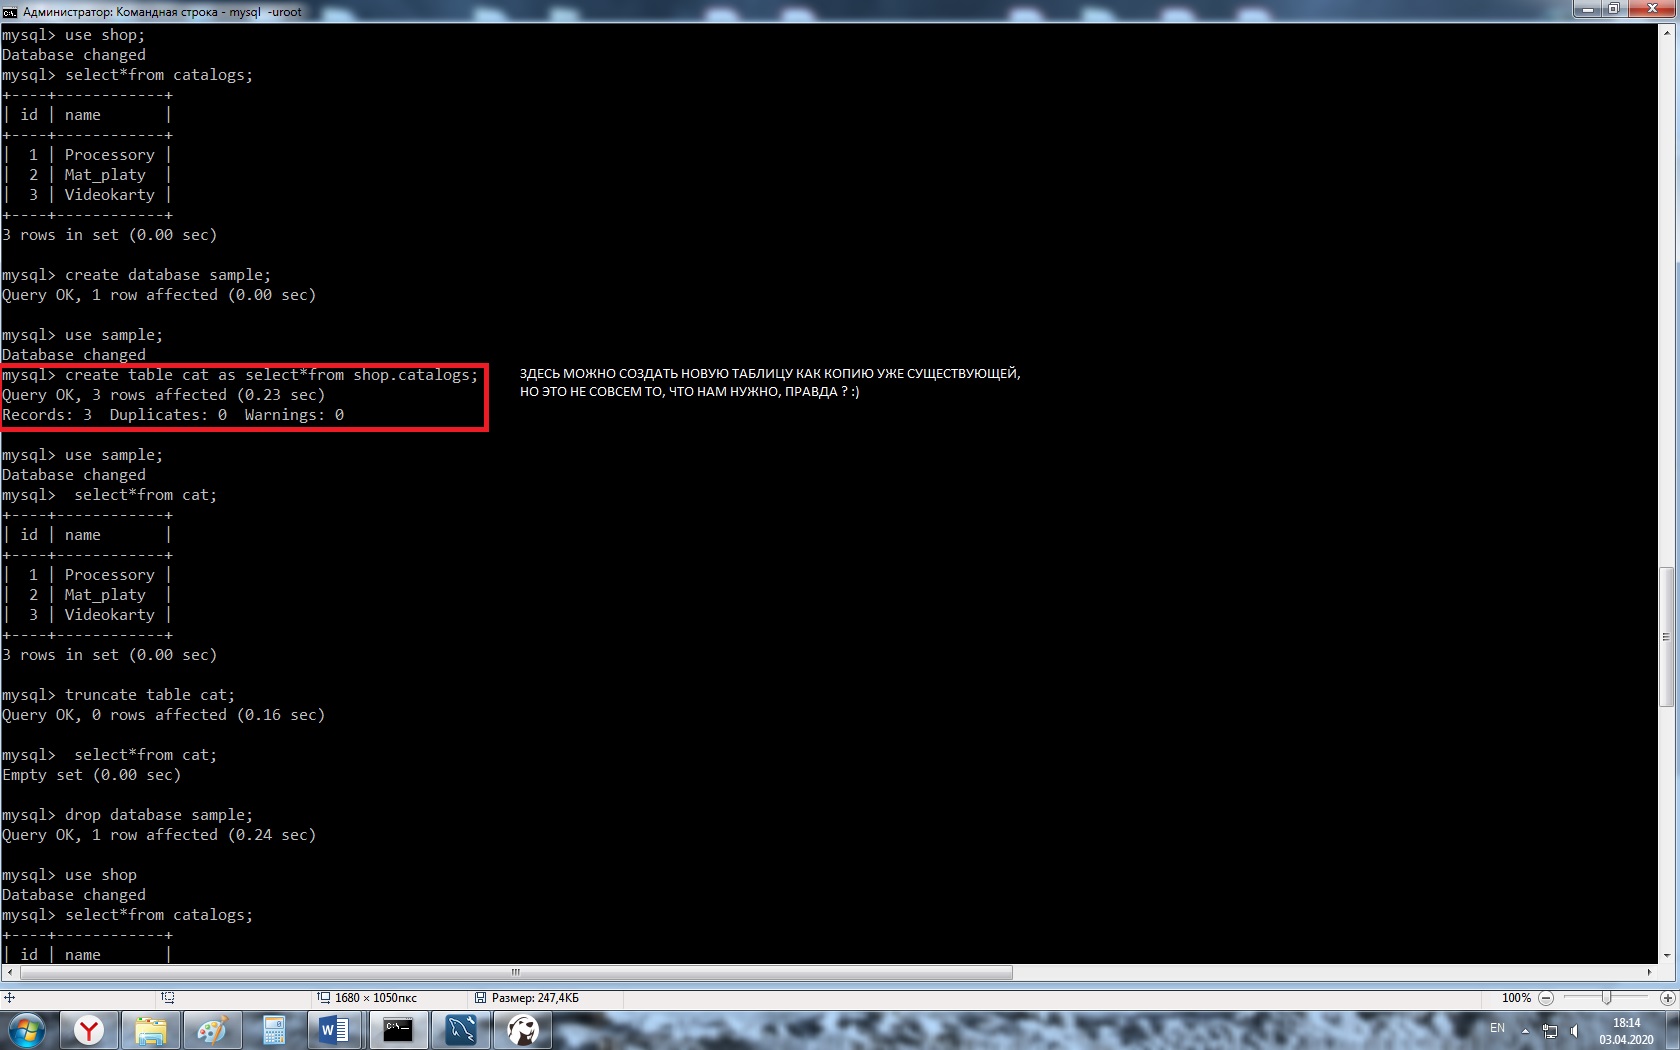 Администратор: Командная строка - mysql  -uroot
mysql> use shop;
Database changed
mysql> select*from catalogs;
+----+------------+
| id | name       |
+----+------------+
|  1 | Processory |
|  2 | Mat_platy  |
|  3 | Videokarty |
+----+------------+
3 rows in set (0.00 sec)
mysql> create database sample;
Query OK, 1 row affected (0.00 sec)
mysql> use sample;
Database changed
mysql> create table cat as select*from shop.catalogs;
Query OK, 3 rows affected (0.23 sec)
Records: 3  Duplicates: 0  Warnings: 0
ЗДЕСЬ МОЖНО СОЗДАТЬ НОВУЮ ТАБЛИЦУ КАК КОПИЮ УЖЕ СУЩЕСТВУЮЩЕЙ,
НО ЭТО НЕ СОВСЕМ ТО, ЧТО НАМ НУЖНО, ПРАВДА ? :)
mysql> use sample;
Database changed
mysql>  select*from cat;
+----+------------+
| id | name       |
+----+------------+
|  1 | Processory |
|  2 | Mat_platy  |
|  3 | Videokarty |
+----+------------+
3 rows in set (0.00 sec)
mysql> truncate table cat;
Query OK, 0 rows affected (0.16 sec)
mysql>  select*from cat;
Empty set (0.00 sec)
mysql> drop database sample;
Query OK, 1 row affected (0.24 sec)
mysql> use shop
Database changed
mysql> select*from catalogs;
+----+------------+
| id | name       |
1680 × 1050пкс
Размер: 247,4КБ
100%
EN
18:14
03.04.2020